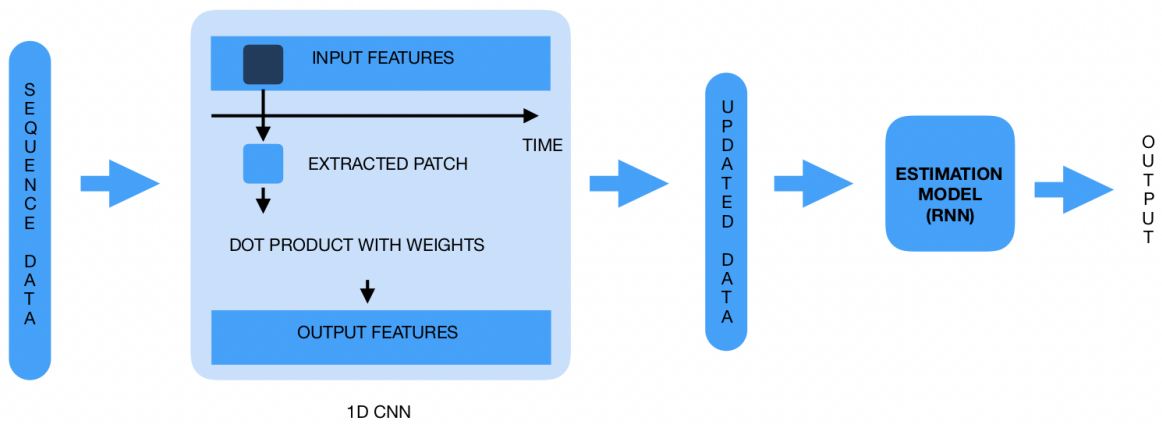 SEQUENCE DATA
INPUT FEATURES
TIME
EXTRACTED PATCH
DOT PRODUCT WITH WEIGHTS
OUTPUT FEATURES
1D CNN
UPDATED DATA
ESTIMATION
MODEL
(RNN)
OUTPUT